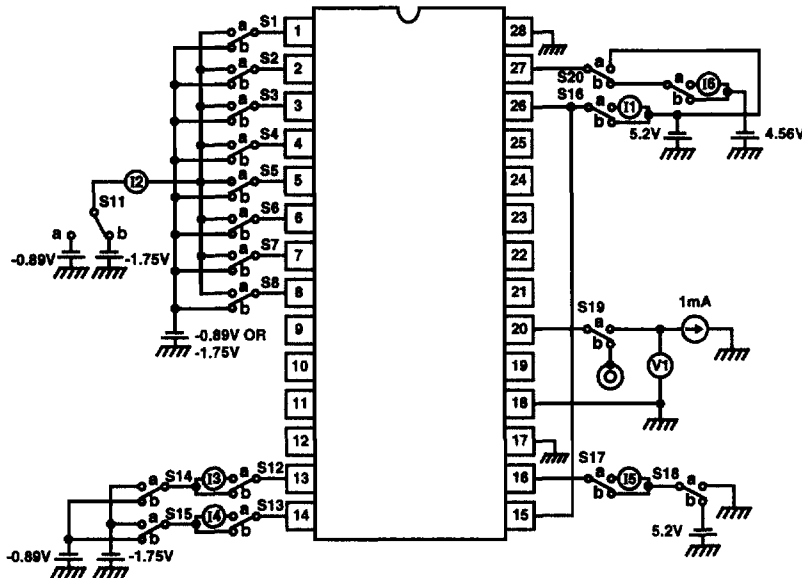 a S1 1 28
b
a S2 2 27 a
b S20 b a I6
a S3 3 26 S16 a I1 b
b b
5.2V 4.56V
a S4 4 25
b
I2 a S5 5 24
S11 b
a S6 6 23
a b b
-0.89V -1.75V a S7 7 22
b
a S8 8 21
b
S19 1mA
-0.89V OR 9 20 a
-1.75V b
10 19 V1
11 18
12 17
S14 I3 S12 13 16 S17 a I5 S18 a
a a b b
b b
S15 I4 S13 14 15
a a
b b
-0.89V -1.75V 5.2V